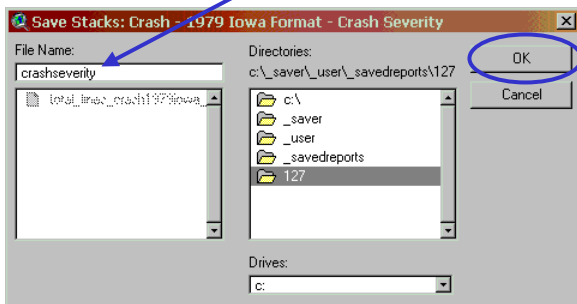 Save Stacks: Crash - 1979 Iowa Format - Crash Severity
File Name:
crashseverity
total_linac_crash1979iowa_
Directories:
c:\_saver\_user\_savedreports\127
c:\
_saver
_user
_savedreports
127
Drives:
c:
OK
Cancel